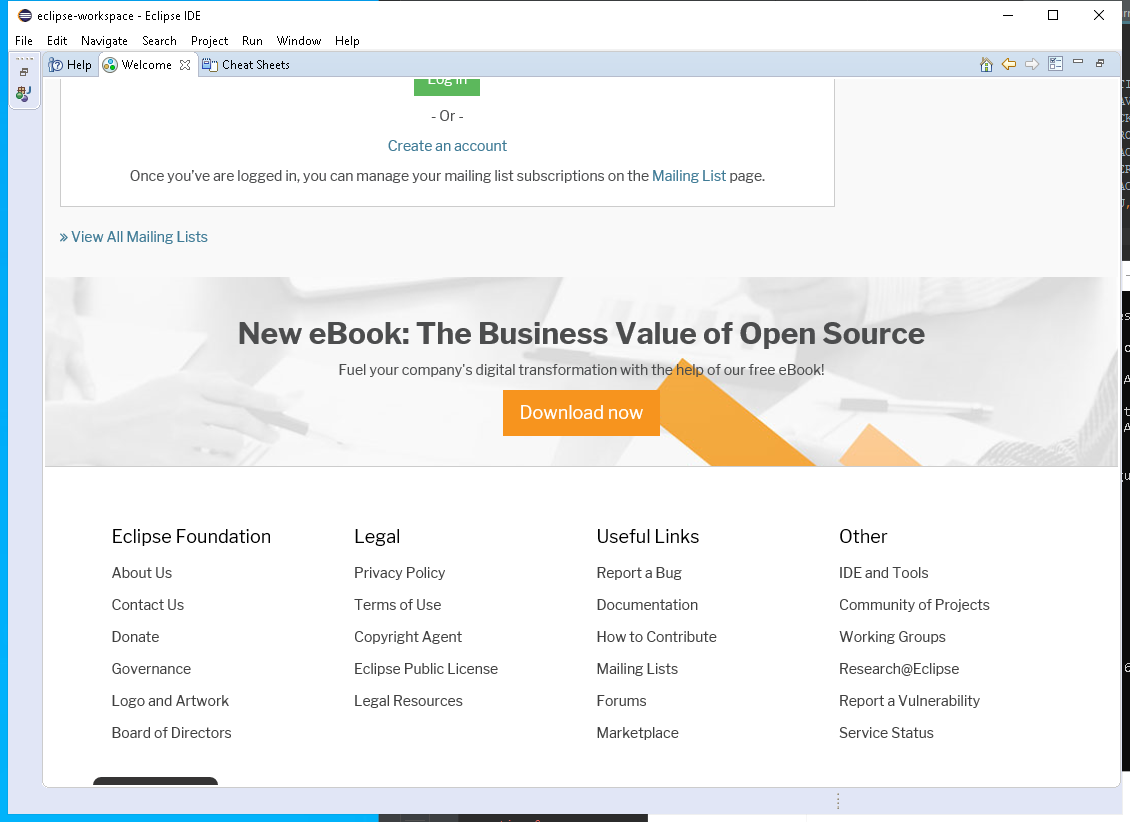 eclipse-workspace - Eclipse IDE
File Edit Navigate Search Project Run Window Help
Help Welcome Cheat Sheets
Log in
- Or -
Create an account
Once you've are logged in, you can manage your mailing list subscriptions on the Mailing List page.
» View All Mailing Lists
New eBook: The Business Value of Open Source
Fuel your company's digital transformation with the help of our free eBook!
Download now
Eclipse Foundation
About Us
Contact Us
Donate
Governance
Logo and Artwork
Board of Directors
Legal
Privacy Policy
Terms of Use
Copyright Agent
Eclipse Public License
Legal Resources
Useful Links
Report a Bug
Documentation
How to Contribute
Mailing Lists
Forums
Marketplace
Other
IDE and Tools
Community of Projects
Working Groups
Research@Eclipse
Report a Vulnerability
Service Status